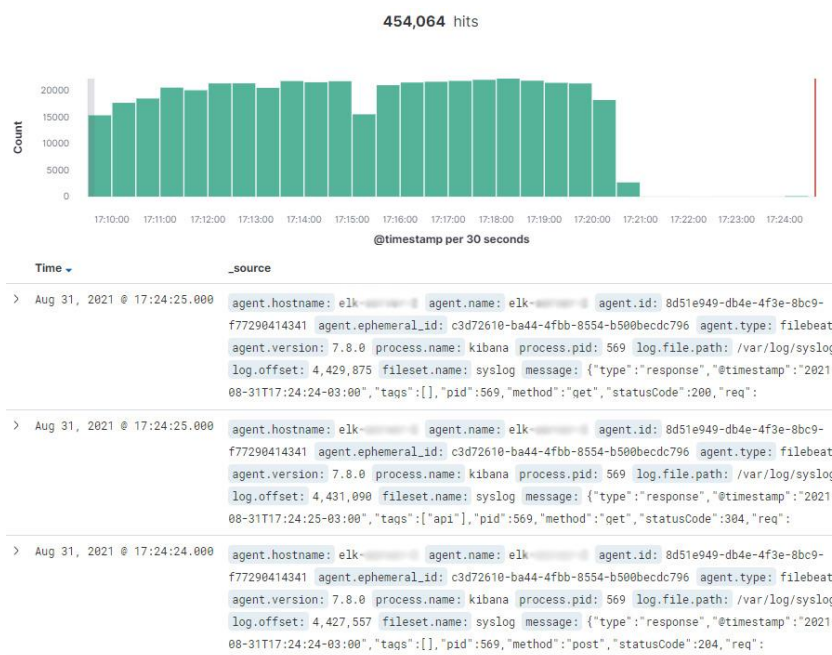 454,064 hits
Count
20000
15000
10000
5000
0
17:10:00 17:11:00 17:12:00 17:13:00 17:14:00 17:15:00 17:16:00 17:17:00 17:18:00 17:19:00 17:20:00 17:21:00 17:22:00 17:23:00 17:24:00
@timestamp per 30 seconds
Time _source
> Aug 31, 2021 @ 17:24:25.000 agent.hostname: elk- agent.name: elk- agent.id: 8d51e949-db4e-4f3e-8bc9-
f77290414341 agent.ephemeral_id: c3d72610-ba44-4fbb-8554-b500becdc796 agent.type: filebeat
agent.version: 7.8.0 process.name: kibana process.pid: 569 log.file.path: /var/log/syslog
log.offset: 4,429,875 fileset.name: syslog message: {"type":"response","@timestamp":"2021
08-31T17:24:24-03:00","tags":[],"pid":569,"method":"get","statusCode":200,"req":
> Aug 31, 2021 @ 17:24:25.000 agent.hostname: elk- agent.name: elk- agent.id: 8d51e949-db4e-4f3e-8bc9-
f77290414341 agent.ephemeral_id: c3d72610-ba44-4fbb-8554-b500becdc796 agent.type: filebeat
agent.version: 7.8.0 process.name: kibana process.pid: 569 log.file.path: /var/log/syslog
log.offset: 4,431,090 fileset.name: syslog message: {"type":"response","@timestamp":"2021
08-31T17:24:25-03:00","tags":["api"],"pid":569,"method":"get","statusCode":304,"req":
> Aug 31, 2021 @ 17:24:24.000 agent.hostname: elk- agent.name: elk- agent.id: 8d51e949-db4e-4f3e-8bc9-
f77290414341 agent.ephemeral_id: c3d72610-ba44-4fbb-8554-b500becdc796 agent.type: filebeat
agent.version: 7.8.0 process.name: kibana process.pid: 569 log.file.path: /var/log/syslog
log.offset: 4,427,557 fileset.name: syslog message: {"type":"response","@timestamp":"2021
08-31T17:24:24-03:00","tags":[],"pid":569,"method":"post","statusCode":204,"req":